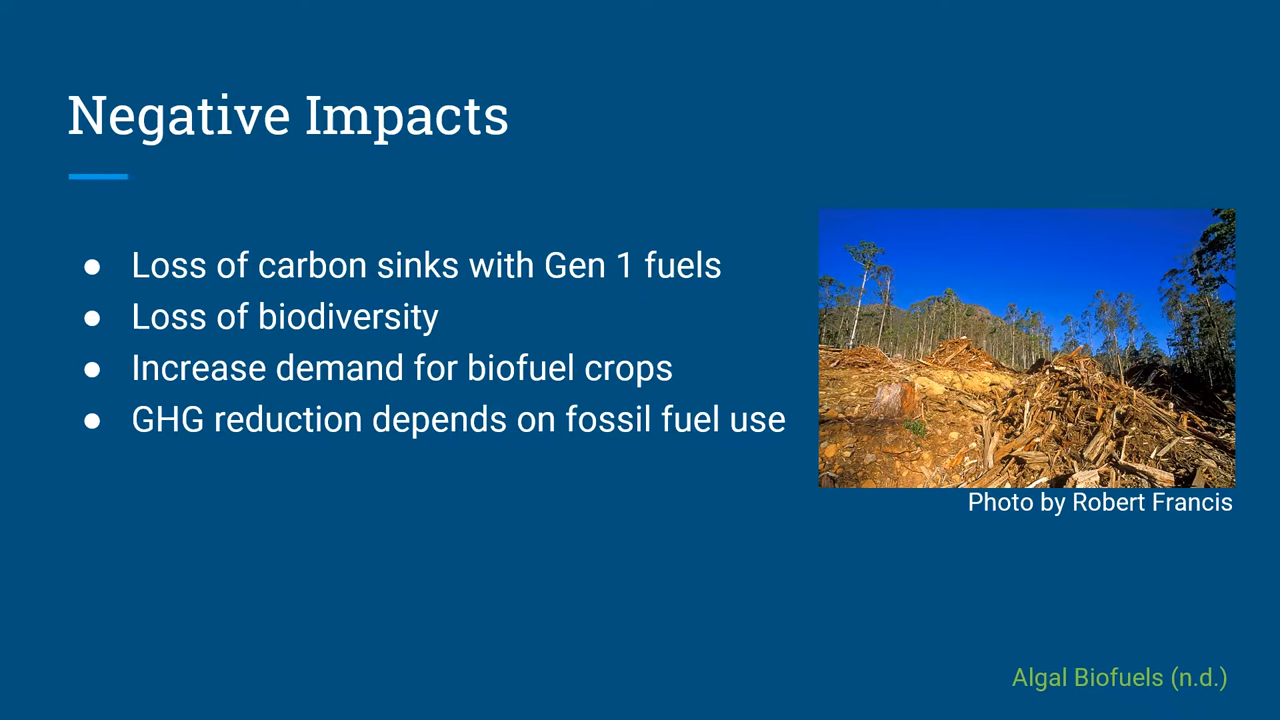 Negative Impacts
● Loss of carbon sinks with Gen 1 fuels
● Loss of biodiversity
● Increase demand for biofuel crops
● GHG reduction depends on fossil fuel use
Photo by Robert Francis
Algal Biofuels (n.d.)